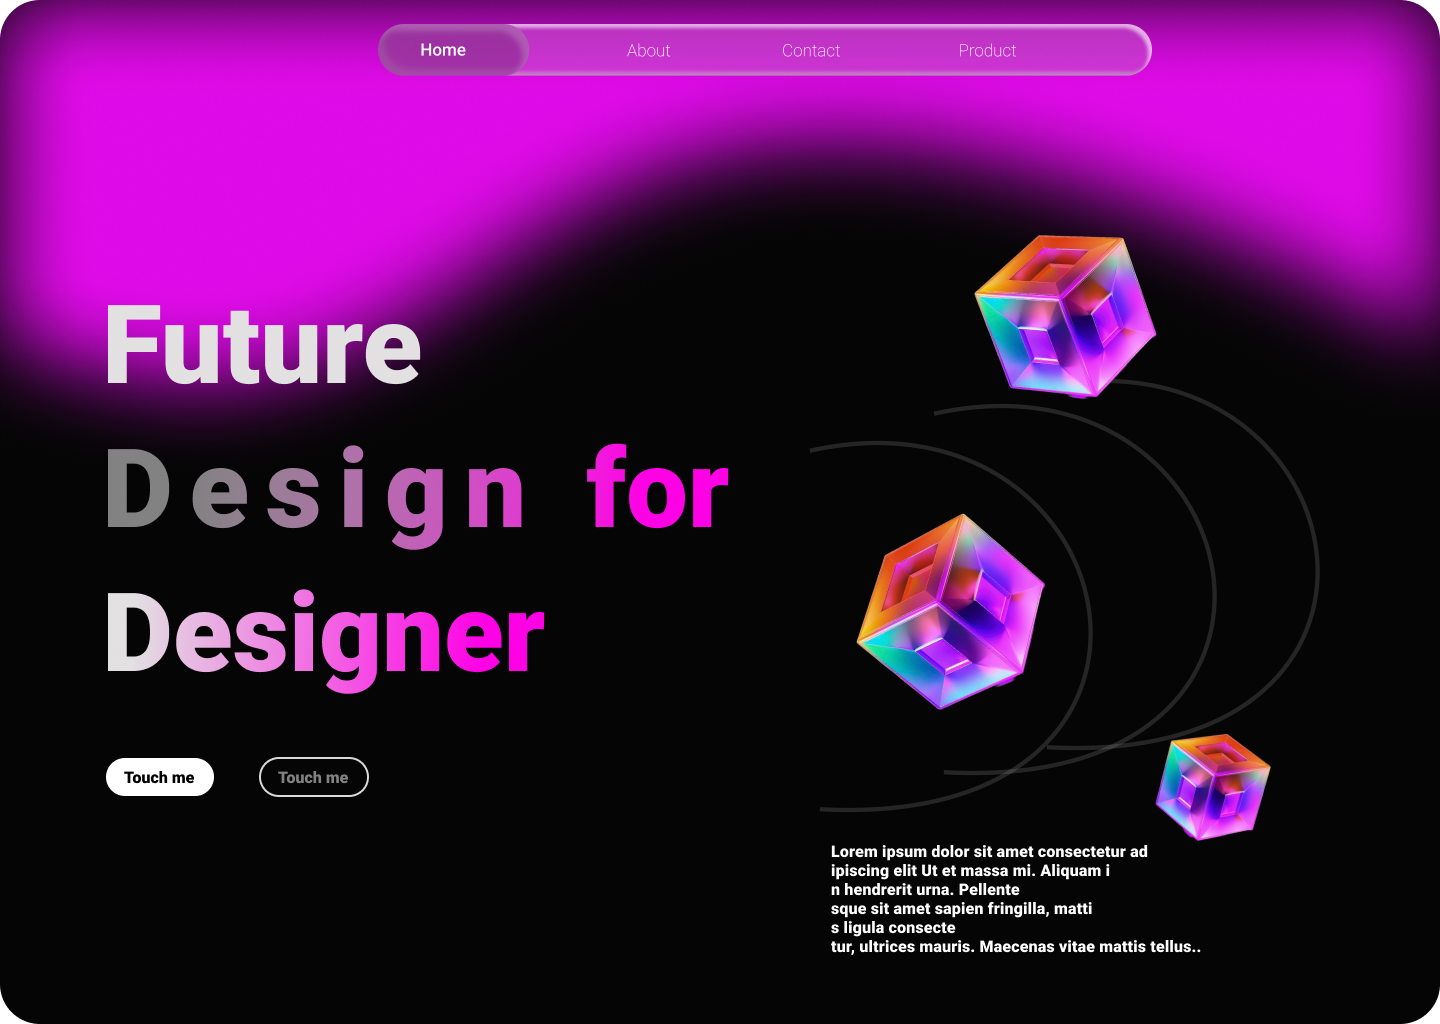 Home About Contact Product
Future
Design for
Designer
Touch me Touch me
Lorem ipsum dolor sit amet consectetur ad
ipiscing elit Ut et massa mi. Aliquam i
n hendrerit urna. Pellente
sque sit amet sapien fringilla, matti
s ligula consecte
tur, ultrices mauris. Maecenas vitae mattis tellus..